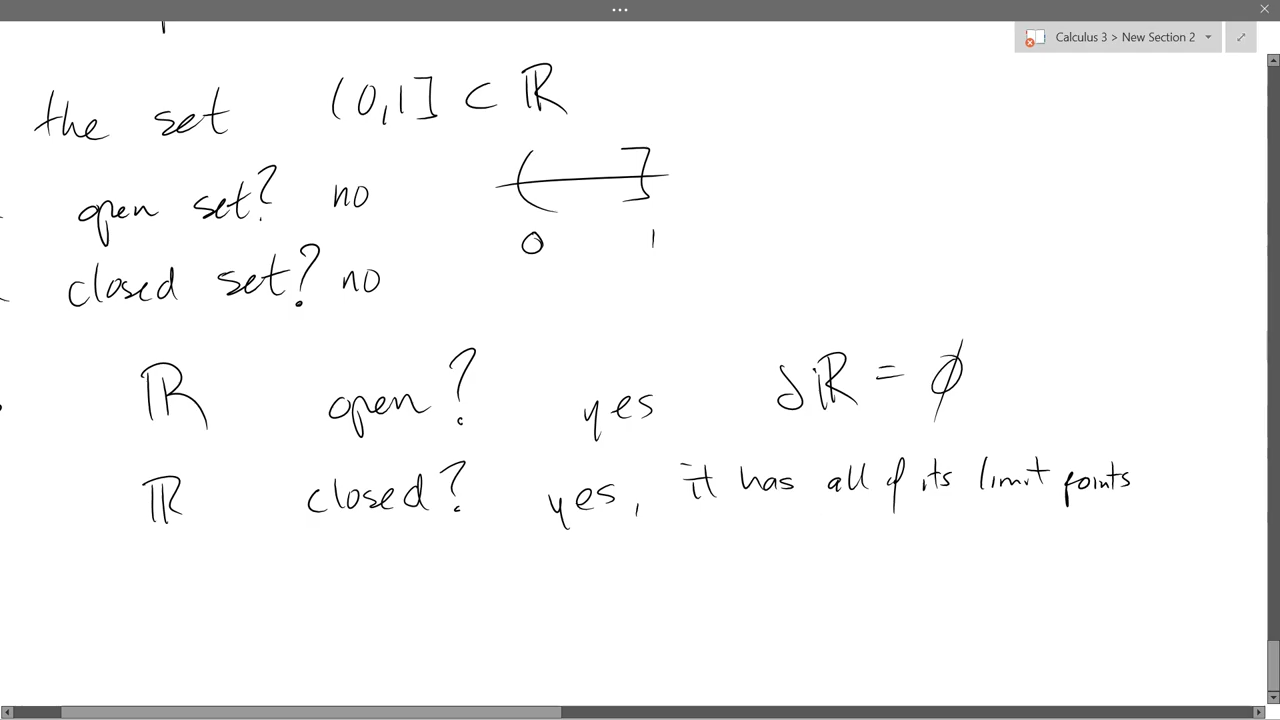 Calculus 3 > New Section 2
the set (0,1] ⊂ ℝ
open set? no
closed set? no
0 1
ℝ open? yes ∂ℝ = ∅
ℝ closed? yes, it has all of its limit points